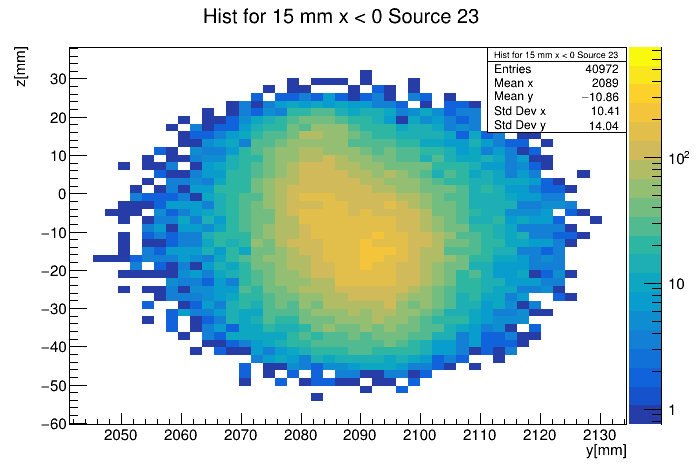 Hist for 15 mm x < 0 Source 23
z[mm]
Hist for 15 mm x < 0 Source 23
Entries 40972
Mean x 2089
Mean y −10.86
Std Dev x 10.41
Std Dev y 14.04
30
20
10
0
−10
−20
−30
−40
−50
−60
10²
10
1
2050 2060 2070 2080 2090 2100 2110 2120 2130
y[mm]